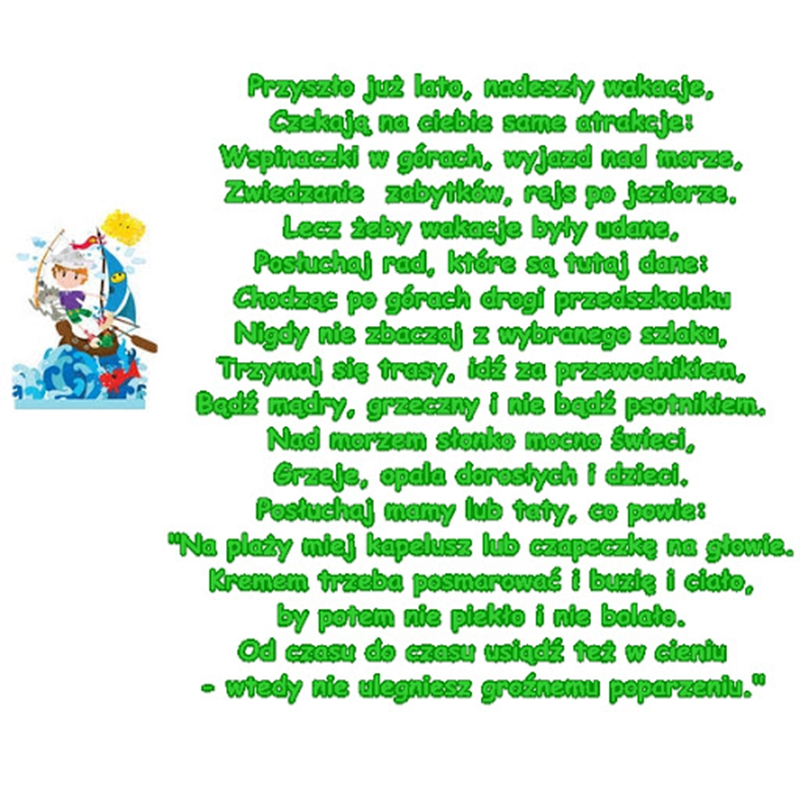 Przyszło już lato, nadeszły wakacje,
Czekają na ciebie same atrakcje:
Wspinaczki w górach, wyjazd nad morze,
Zwiedzanie zabytków, rejs po jeziorze.
Lecz żeby wakacje były udane,
Posłuchaj rad, które są tutaj dane:
Chodząc po górach drogi przedszkolaku
Nigdy nie zbaczaj z wybranego szlaku,
Trzymaj się trasy, idź za przewodnikiem,
Bądź mądry, grzeczny i nie bądź psotnikiem.
Nad morzem słonko mocno świeci,
Grzeje, opala dorosłych i dzieci.
Posłuchaj mamy lub taty, co powie:
"Na plaży miej kapelusz lub czapeczkę na głowie.
Kremem trzeba posmarować i buzię i ciało,
by potem nie piekło i nie bolało.
Od czasu do czasu usiądź też w cieniu
- wtedy nie ulegniesz groźnemu poparzeniu."